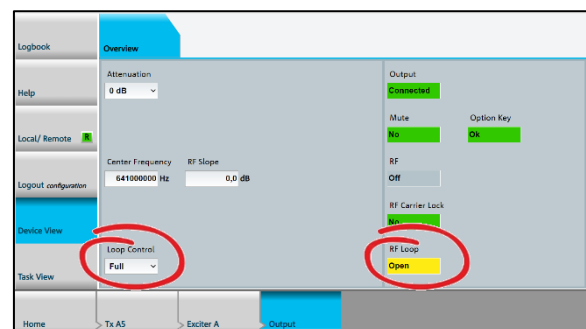 Logbook
Help
Local/ Remote R
Logout configuration
Device View
Task View
Overview
Attenuation
0 dB
Center Frequency RF Slope
641000000 Hz 0,0 dB
Loop Control
Full
Output
Connected
Mute Option Key
No Ok
RF
Off
RF Carrier Lock
No
RF Loop
Open
Home Tx A5 Exciter A Output